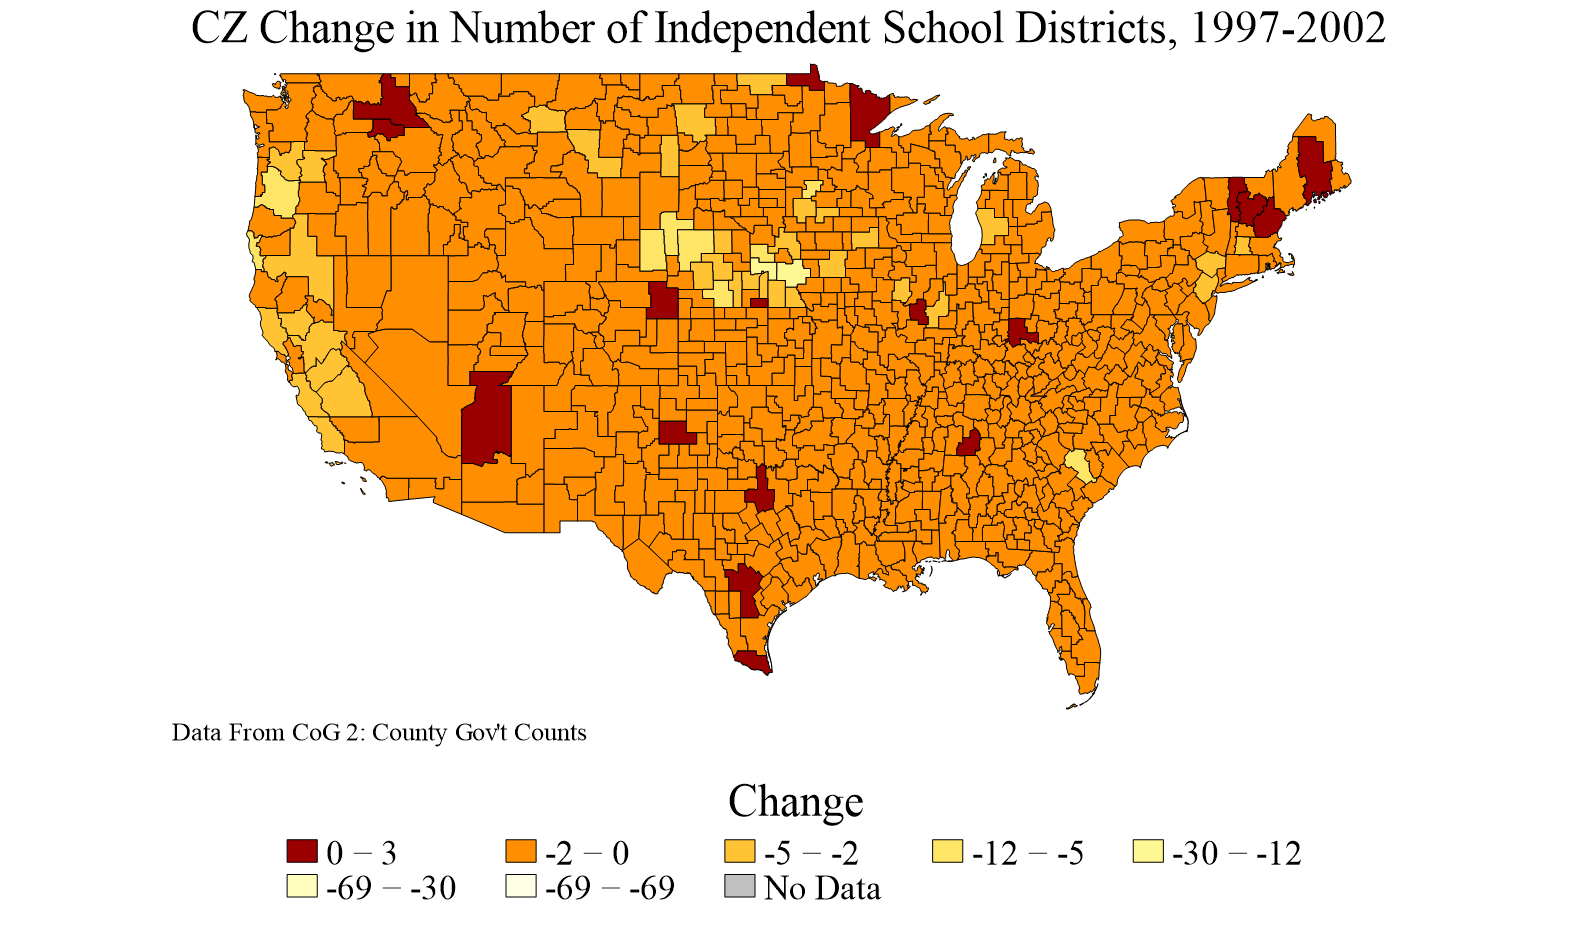 CZ Change in Number of Independent School Districts, 1997-2002
Data From CoG 2: County Gov't Counts
Change
0 − 3 -2 − 0 -5 − -2 -12 − -5 -30 − -12
-69 − -30 -69 − -69 No Data